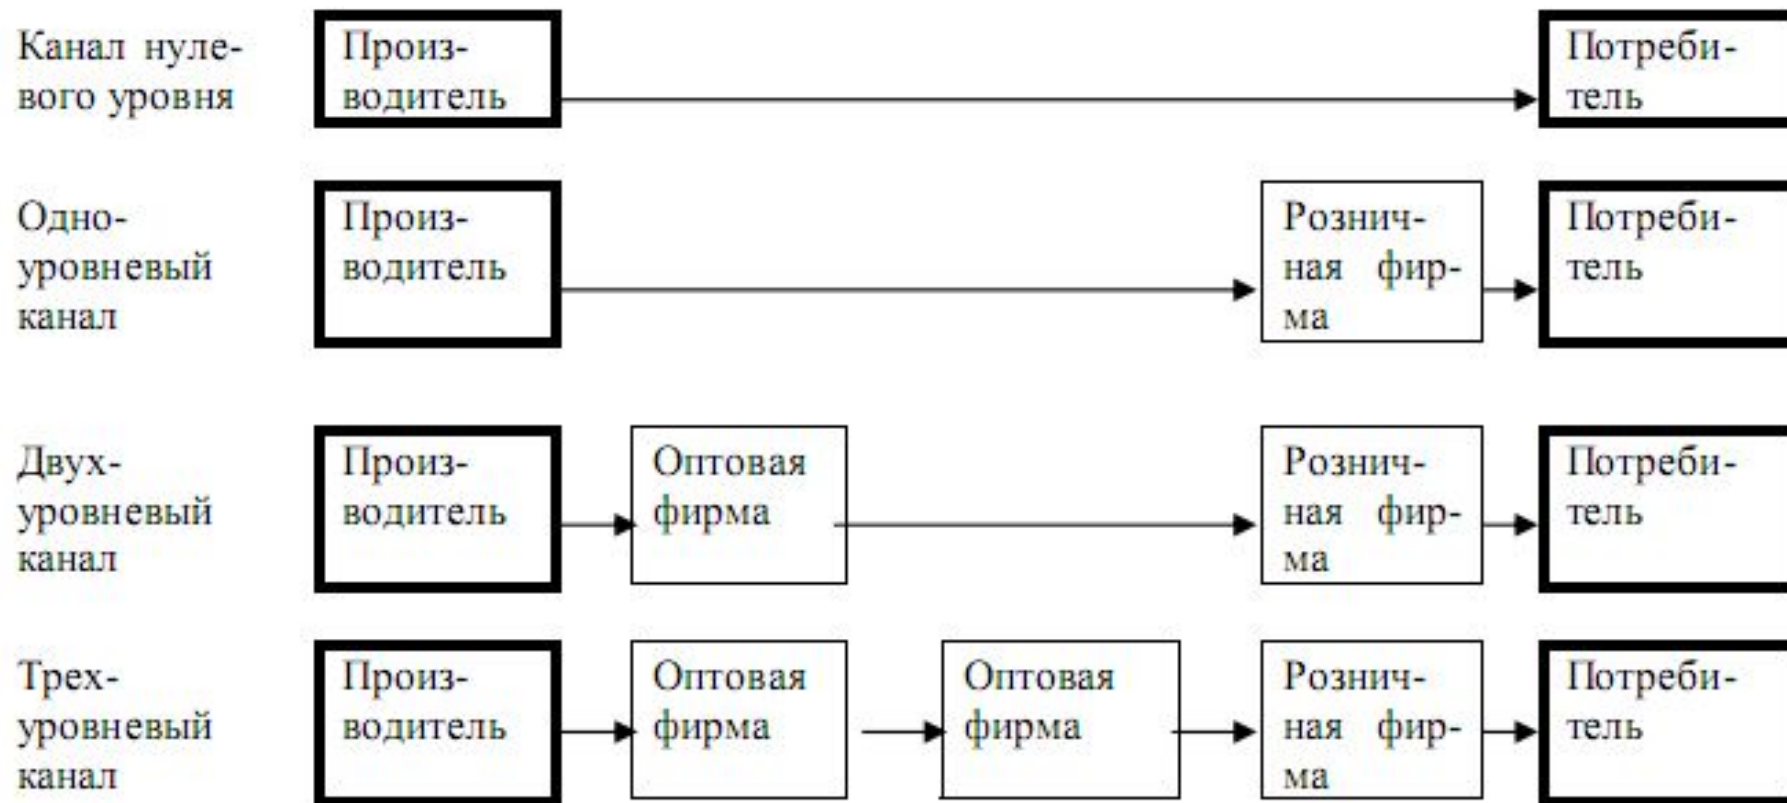 Канал нуле-
вого уровня
Произ-
водитель
Потреби-
тель
Одно-
уровневый
канал
Произ-
водитель
Рознич-
ная фир-
ма
Потреби-
тель
Двух-
уровневый
канал
Произ-
водитель
Оптовая
фирма
Рознич-
ная фир-
ма
Потреби-
тель
Трех-
уровневый
канал
Произ-
водитель
Оптовая
фирма
Оптовая
фирма
Рознич-
ная фир-
ма
Потреби-
тель